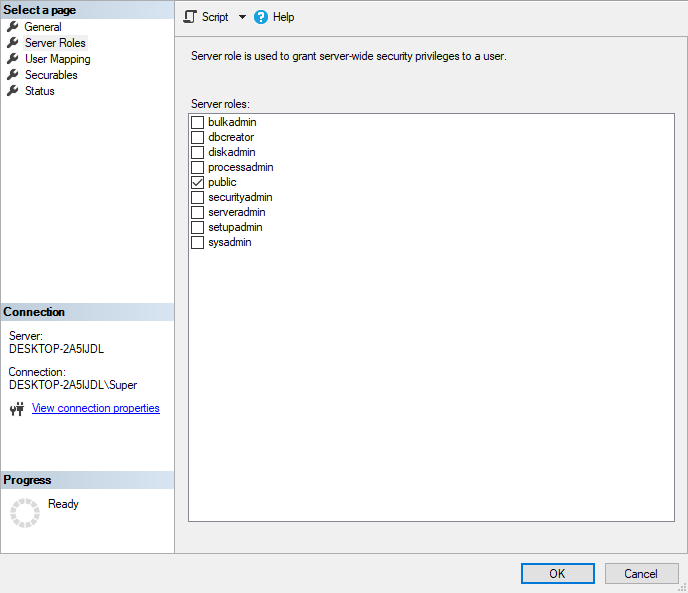 Select a page
General
Server Roles
User Mapping
Securables
Status
Connection
Server:
DESKTOP-2A5IJDL
Connection:
DESKTOP-2A5IJDL\Super
View connection properties
Progress
Ready
Script
Help
Server role is used to grant server-wide security privileges to a user.
Server roles:
bulkadmin
dbcreator
diskadmin
processadmin
public
securityadmin
serveradmin
setupadmin
sysadmin
OK
Cancel